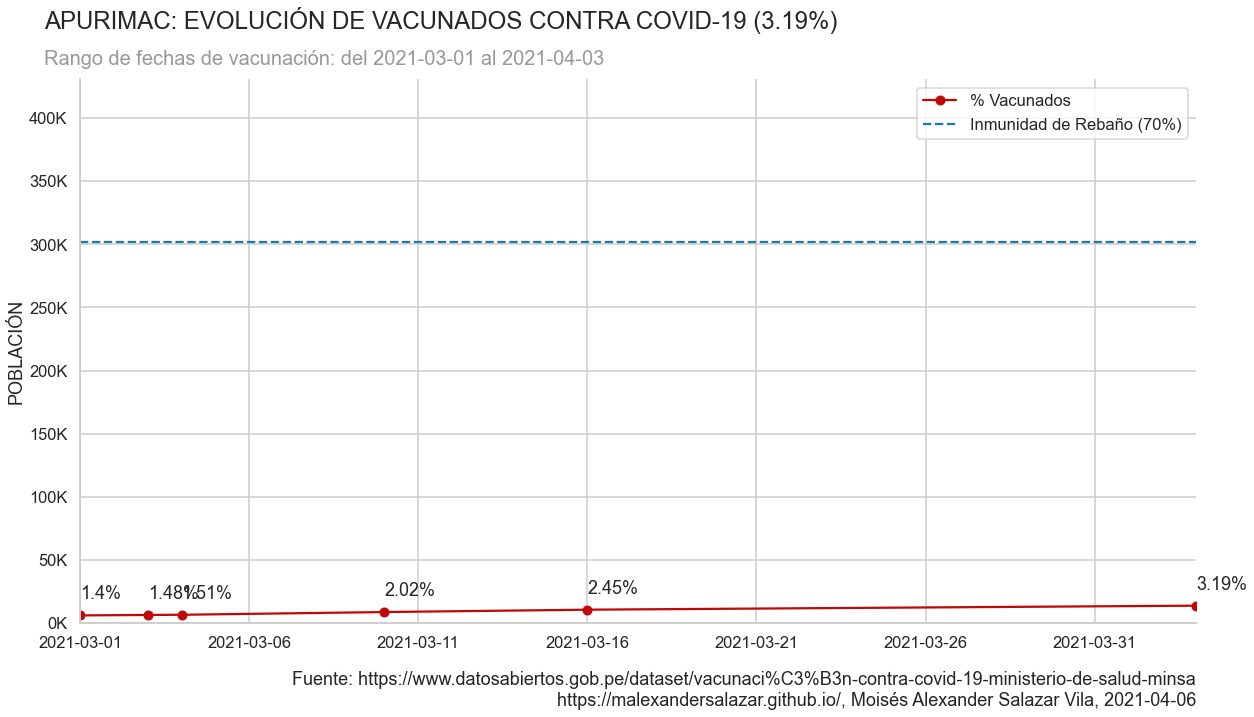 APURIMAC: EVOLUCIÓN DE VACUNADOS CONTRA COVID-19 (3.19%)
Rango de fechas de vacunación: del 2021-03-01 al 2021-04-03
% Vacunados
Inmunidad de Rebaño (70%)
POBLACIÓN
400K
350K
300K
250K
200K
150K
100K
50K
0K
1.4%
1.48%
1.51%
2.02%
2.45%
3.19%
2021-03-01
2021-03-06
2021-03-11
2021-03-16
2021-03-21
2021-03-26
2021-03-31
Fuente: https://www.datosabiertos.gob.pe/dataset/vacunaci%C3%B3n-contra-covid-19-ministerio-de-salud-minsa
https://malexandersalazar.github.io/, Moisés Alexander Salazar Vila, 2021-04-06